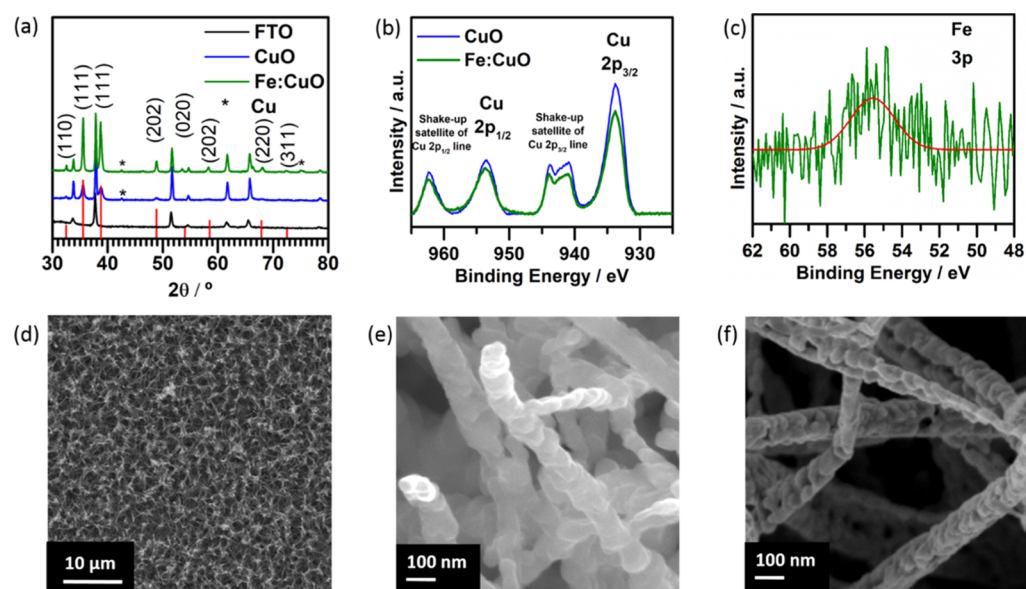 (a)
FTO
CuO
Fe:CuO
* Cu
(110)
(111)
(111)
(202)
(020)
(202)
(220)
(311)
*
*
*
30 40 50 60 70 80
2θ / º
(b)
Intensity / a.u.
CuO
Fe:CuO
Cu
2p3/2
Cu
2p1/2
Shake-up
satellite of
Cu 2p1/2 line
Shake-up
satellite of
Cu 2p3/2 line
960 950 940 930
Binding Energy / eV
(c)
Intensity / a.u.
Fe
3p
62 60 58 56 54 52 50 48
Binding Energy / eV
(d)
10 µm
(e)
100 nm
(f)
100 nm